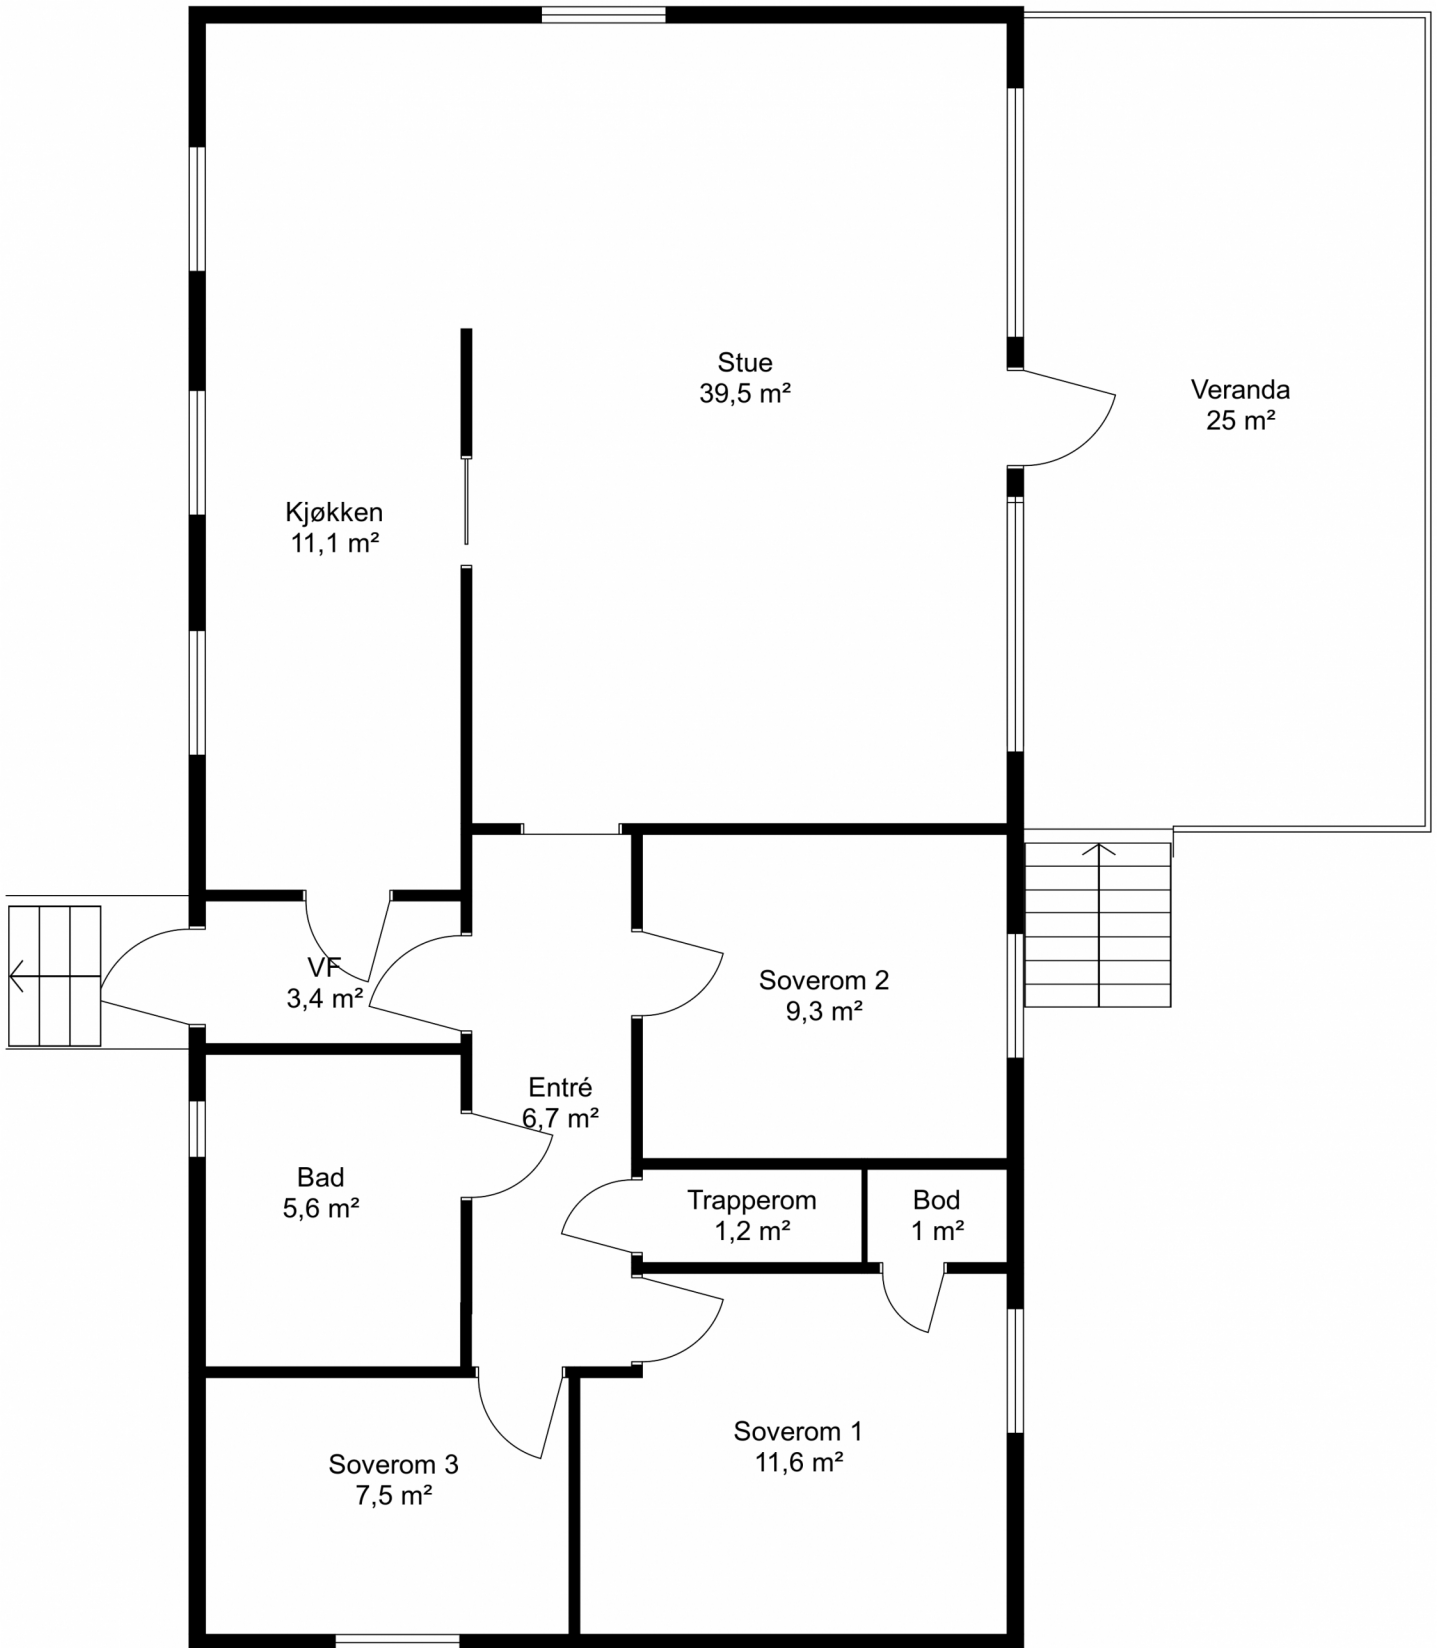 Stue
39,5 m²
Veranda
25 m²
Kjøkken
11,1 m²
VF
3,4 m²
Soverom 2
9,3 m²
Entré
6,7 m²
Bad
5,6 m²
Trapperom
1,2 m²
Bod
1 m²
Soverom 1
11,6 m²
Soverom 3
7,5 m²